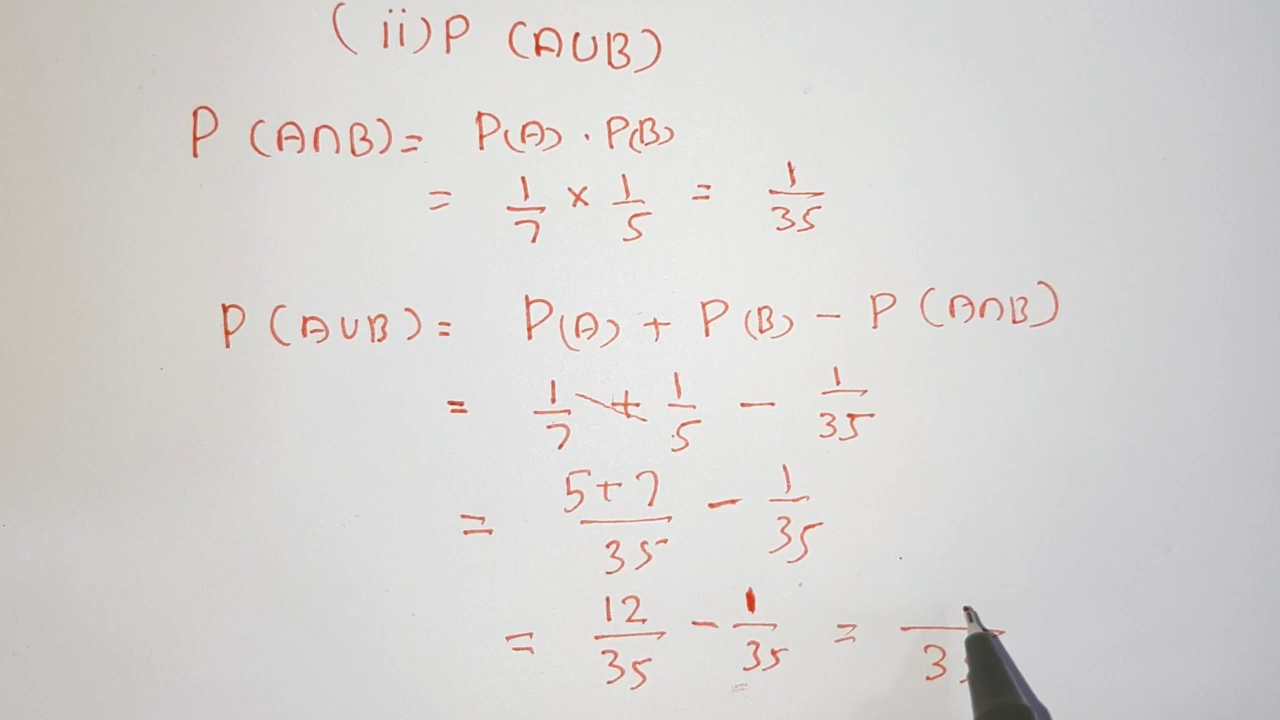 (ii) P (A∪B)
P (A∩B) = P(A) . P(B)
= 1/7 × 1/5 = 1/35
P (A∪B) = P(A) + P(B) − P (A∩B)
= 1/7 + 1/5 − 1/35
= 5+7/35 − 1/35
= 12/35 − 1/35 = /3